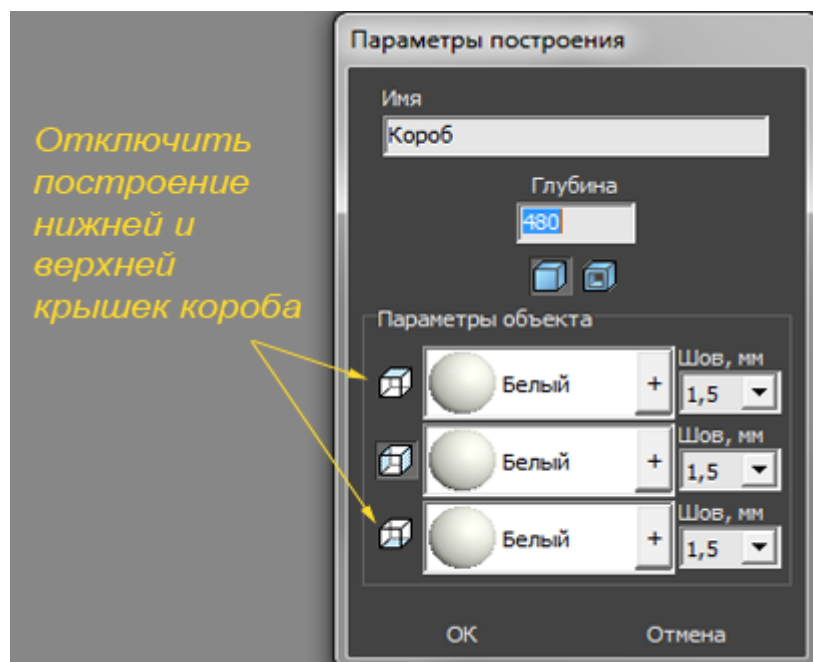 Параметры построения
Имя
Короб
Отключить
построение
нижней и
верхней
крышек короба
Глубина
480
Параметры объекта
Белый
+
Шов, мм
1,5
Белый
+
Шов, мм
1,5
Белый
+
Шов, мм
1,5
ОК
Отмена